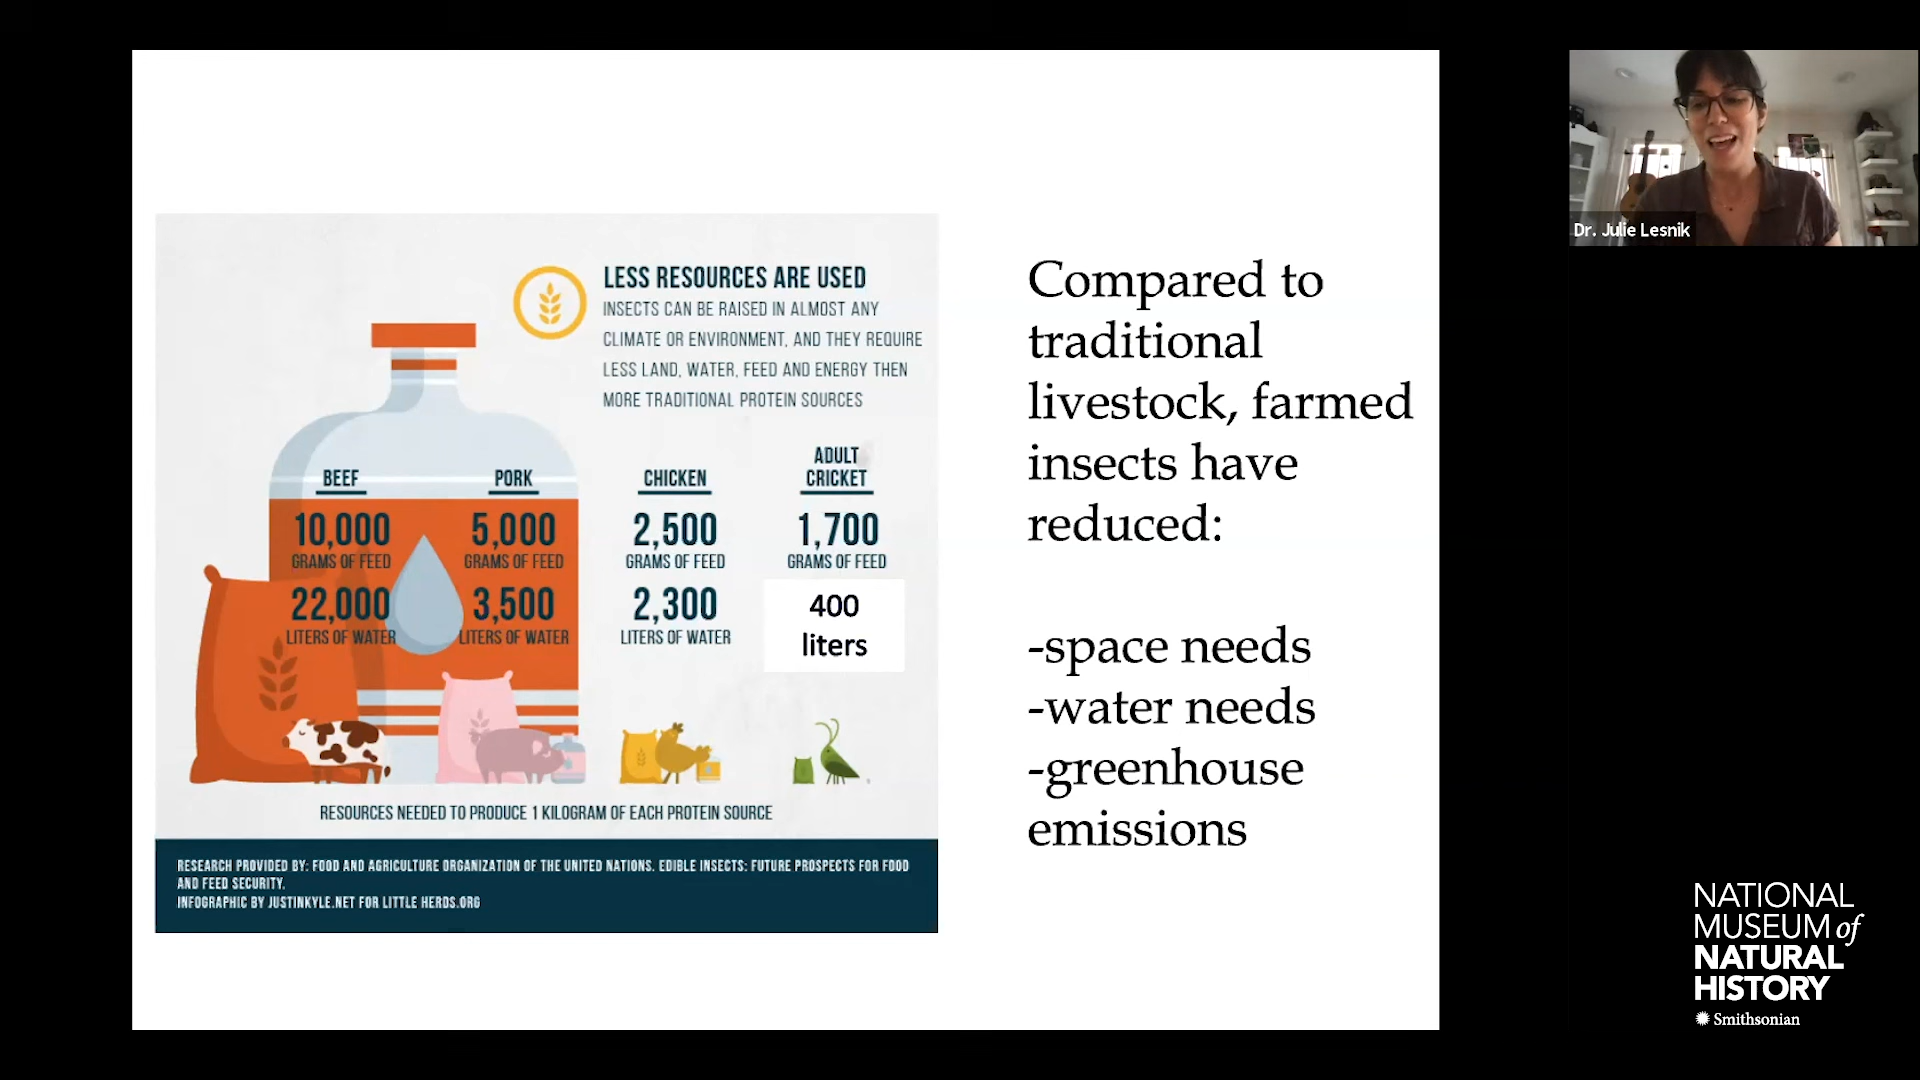 LESS RESOURCES ARE USED
INSECTS CAN BE RAISED IN ALMOST ANY
CLIMATE OR ENVIRONMENT, AND THEY REQUIRE
LESS LAND, WATER, FEED AND ENERGY THEN
MORE TRADITIONAL PROTEIN SOURCES
BEEF
10,000
GRAMS OF FEED
22,000
LITERS OF WATER
PORK
5,000
GRAMS OF FEED
3,500
LITERS OF WATER
CHICKEN
2,500
GRAMS OF FEED
2,300
LITERS OF WATER
ADULT
CRICKET
1,700
GRAMS OF FEED
400
liters
RESOURCES NEEDED TO PRODUCE 1 KILOGRAM OF EACH PROTEIN SOURCE
RESEARCH PROVIDED BY: FOOD AND AGRICULTURE ORGANIZATION OF THE UNITED NATIONS. EDIBLE INSECTS: FUTURE PROSPECTS FOR FOOD
AND FEED SECURITY.
INFOGRAPHIC BY JUSTINKYLE.NET FOR LITTLE HERDS.ORG
Compared to
traditional
livestock, farmed
insects have
reduced:
-space needs
-water needs
-greenhouse
emissions
Dr. Julie Lesnik
NATIONAL
MUSEUM of
NATURAL
HISTORY
Smithsonian